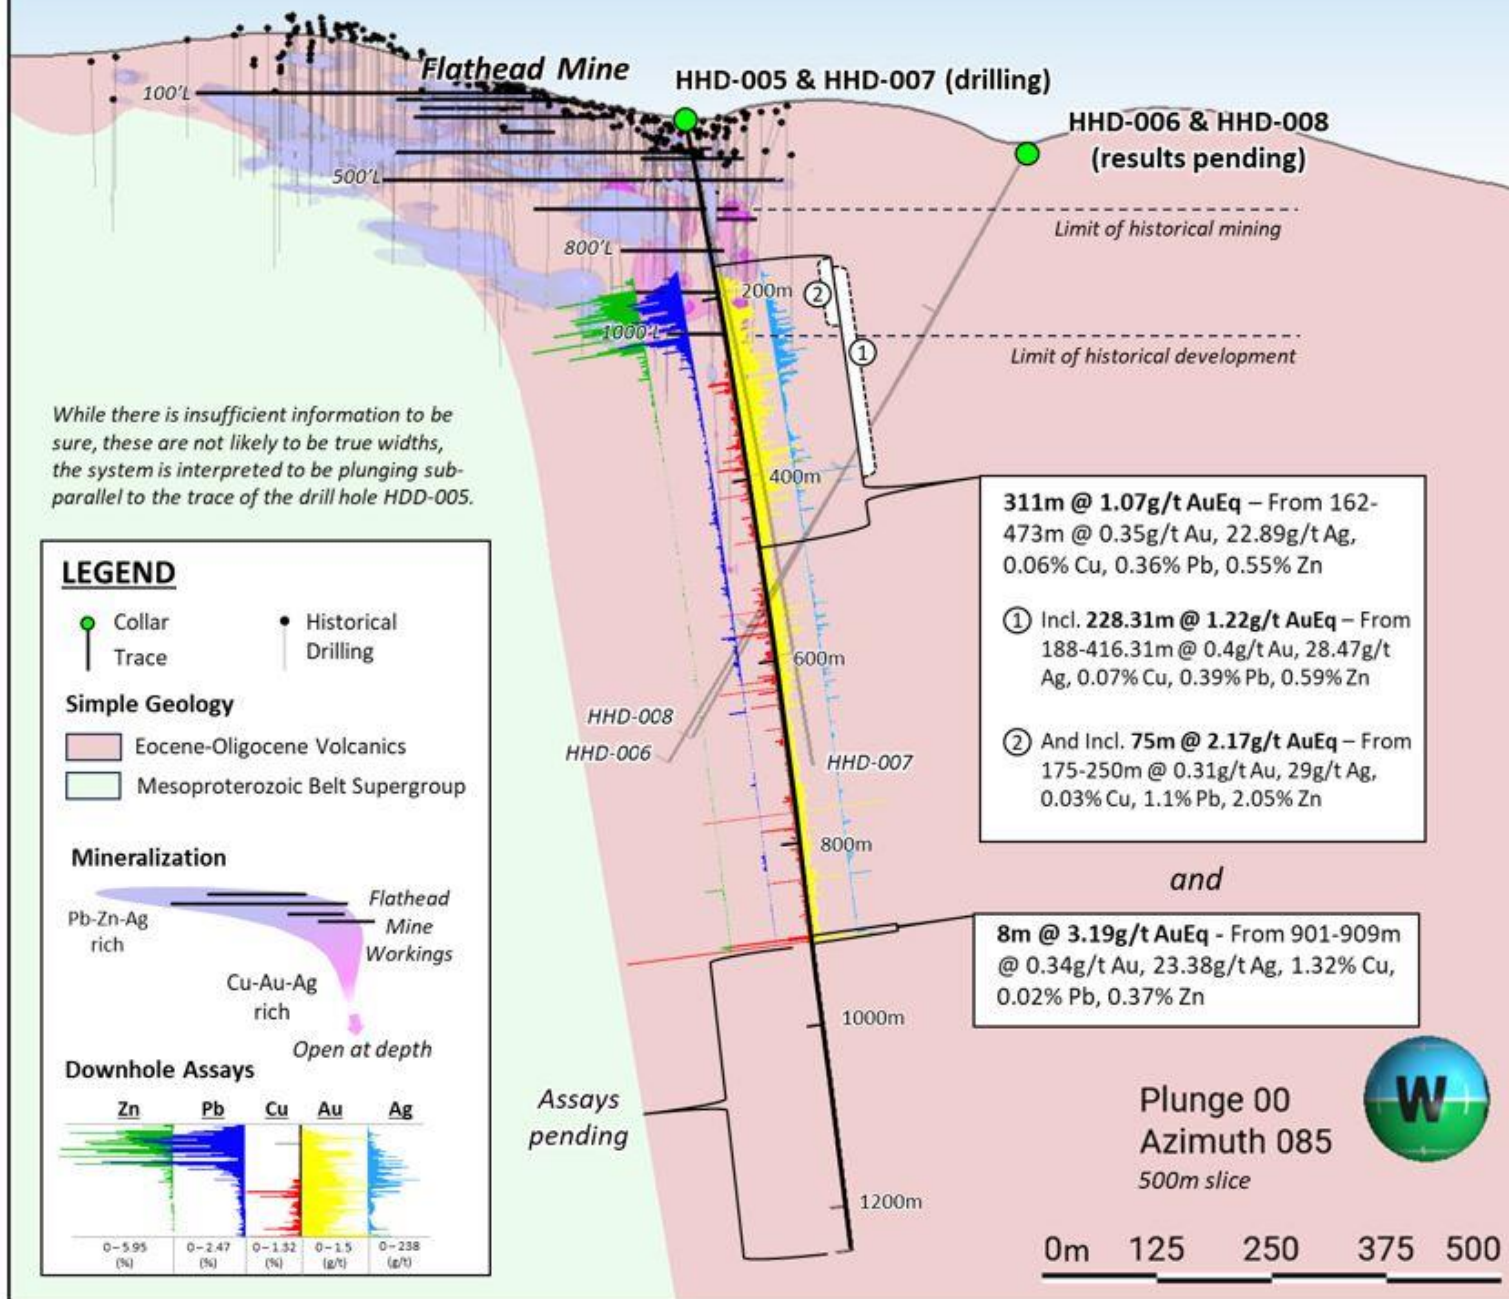 Flathead Mine
HHD-005 & HHD-007 (drilling)
HHD-006 & HHD-008
(results pending)
100'L
500'L
800'L
1000'L
Limit of historical mining
Limit of historical development
200m
2
1
400m
600m
800m
1000m
1200m
While there is insufficient information to be
sure, these are not likely to be true widths,
the system is interpreted to be plunging sub-
parallel to the trace of the drill hole HDD-005.
311m @ 1.07g/t AuEq – From 162-
473m @ 0.35g/t Au, 22.89g/t Ag,
0.06% Cu, 0.36% Pb, 0.55% Zn
1 Incl. 228.31m @ 1.22g/t AuEq – From
188-416.31m @ 0.4g/t Au, 28.47g/t
Ag, 0.07% Cu, 0.39% Pb, 0.59% Zn
2 And Incl. 75m @ 2.17g/t AuEq – From
175-250m @ 0.31g/t Au, 29g/t Ag,
0.03% Cu, 1.1% Pb, 2.05% Zn
and
8m @ 3.19g/t AuEq - From 901-909m
@ 0.34g/t Au, 23.38g/t Ag, 1.32% Cu,
0.02% Pb, 0.37% Zn
HHD-008
HHD-006
HHD-007
Assays
pending
LEGEND
Collar
Trace
Historical
Drilling
Simple Geology
Eocene-Oligocene Volcanics
Mesoproterozoic Belt Supergroup
Mineralization
Pb-Zn-Ag
rich
Flathead
Mine
Workings
Cu-Au-Ag
rich
Open at depth
Downhole Assays
Zn Pb Cu Au Ag
0–5.95 0–2.47 0–1.32 0–1.5 0–238
(%) (%) (%) (g/t) (g/t)
Plunge 00
Azimuth 085
500m slice
W
0m 125 250 375 500